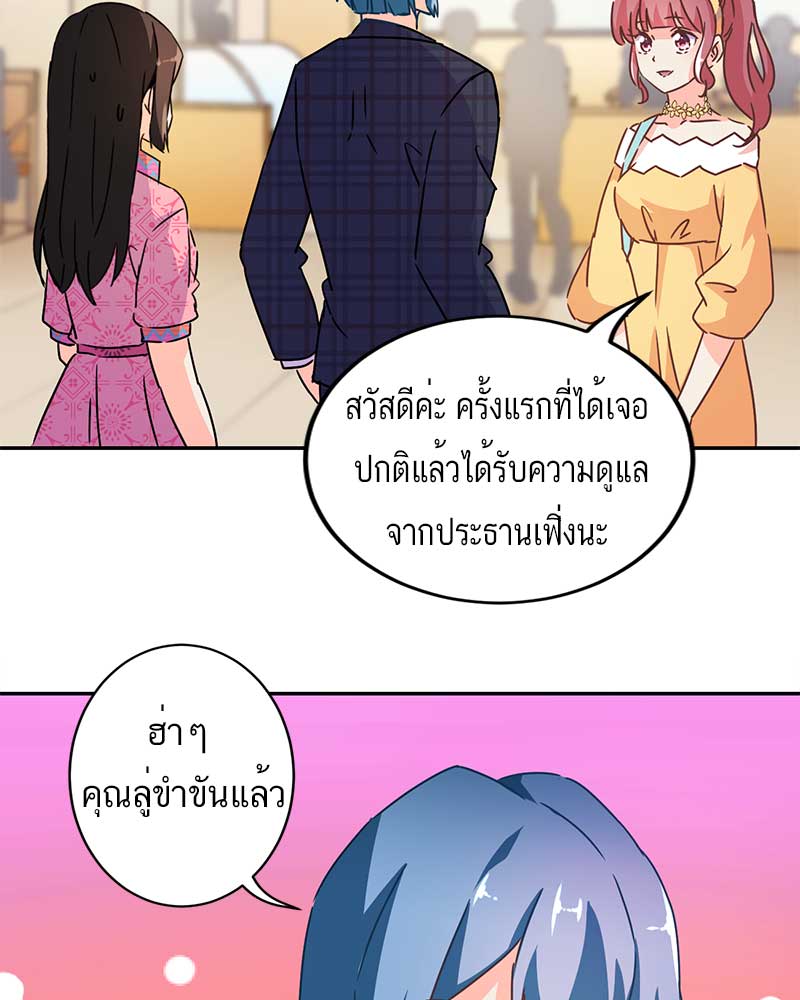 สวัสดีค่ะ ครั้งแรกที่ได้เจอ
ปกติแล้วได้รับความดูแล
จากประธานเฟิ่งนะ
ฮ่าๆ
คุณลู่ขำขันแล้ว